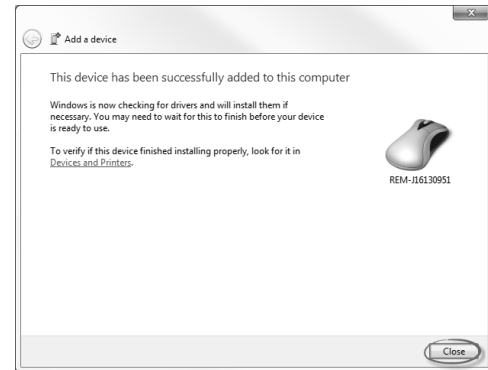 Add a device
This device has been successfully added to this computer
Windows is now checking for drivers and will install them if
necessary. You may need to wait for this to finish before your device
is ready to use.
To verify if this device finished installing properly, look for it in
Devices and Printers.
REM-J16130951
Close